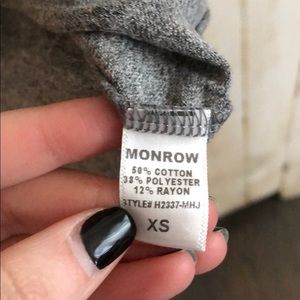 MONROW
50% COTTON
38% POLYESTER
12% RAYON
STYLE# H2337-MHJ
XS